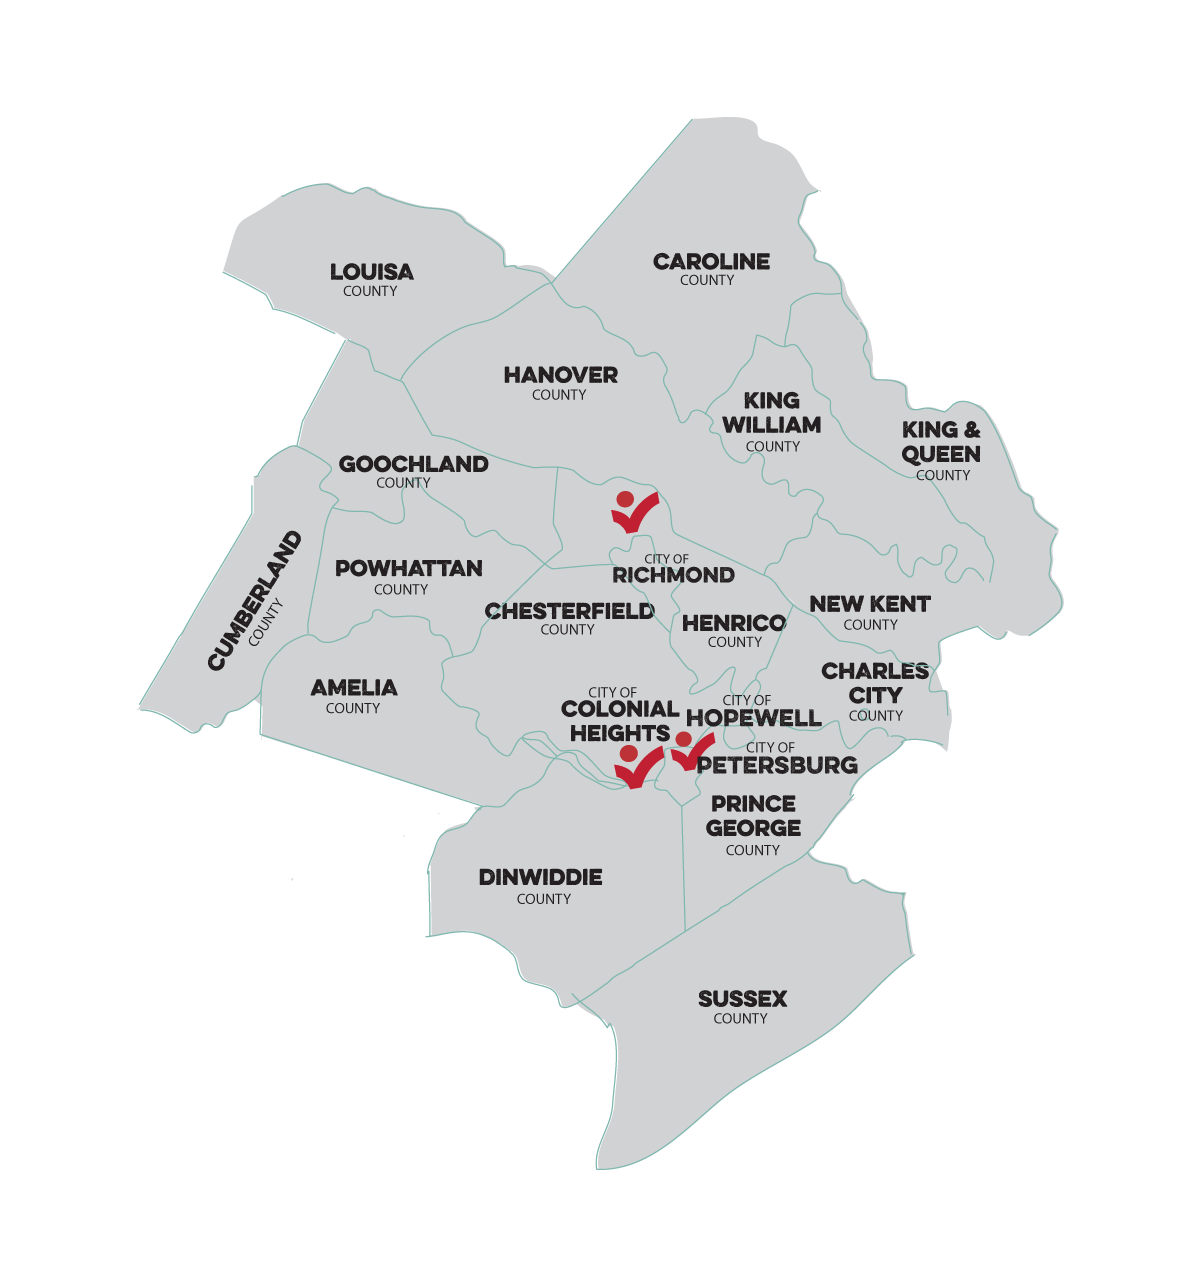 CAROLINE
COUNTY
LOUISA
COUNTY
HANOVER
COUNTY
KING
WILLIAM
COUNTY
KING &
QUEEN
COUNTY
GOOCHLAND
COUNTY
CUMBERLAND
COUNTY
POWHATTAN
COUNTY
CITY OF
RICHMOND
CHESTERFIELD
COUNTY
HENRICO
COUNTY
NEW KENT
COUNTY
CHARLES
CITY
COUNTY
AMELIA
COUNTY
CITY OF
COLONIAL
HEIGHTS
CITY OF
HOPEWELL
CITY OF
PETERSBURG
PRINCE
GEORGE
COUNTY
DINWIDDIE
COUNTY
SUSSEX
COUNTY